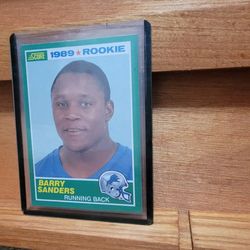 SCORE
1989 ★ ROOKIE
BARRY
SANDERS
RUNNING BACK